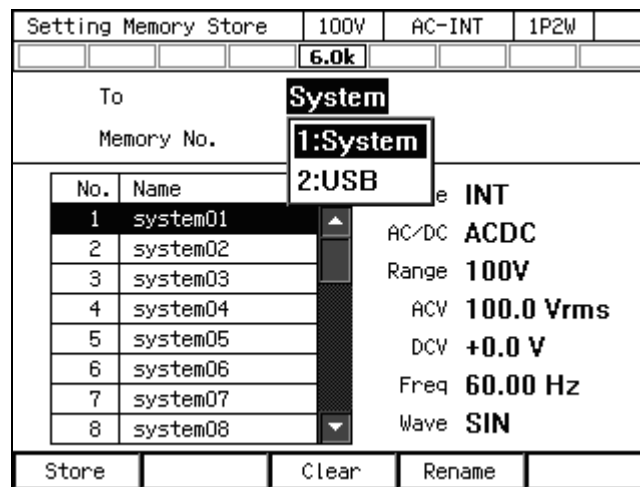 Setting Memory Store 100V AC-INT 1P2W
6.0k
To System
Memory No. 1:System
2:USB
No. Name e INT
1 system01 AC/DC ACDC
2 system02
3 system03 Range 100V
4 system04 ACV 100.0 Vrms
5 system05 DCV +0.0 V
6 system06 Freq 60.00 Hz
7 system07
8 system08 Wave SIN
Store Clear Rename